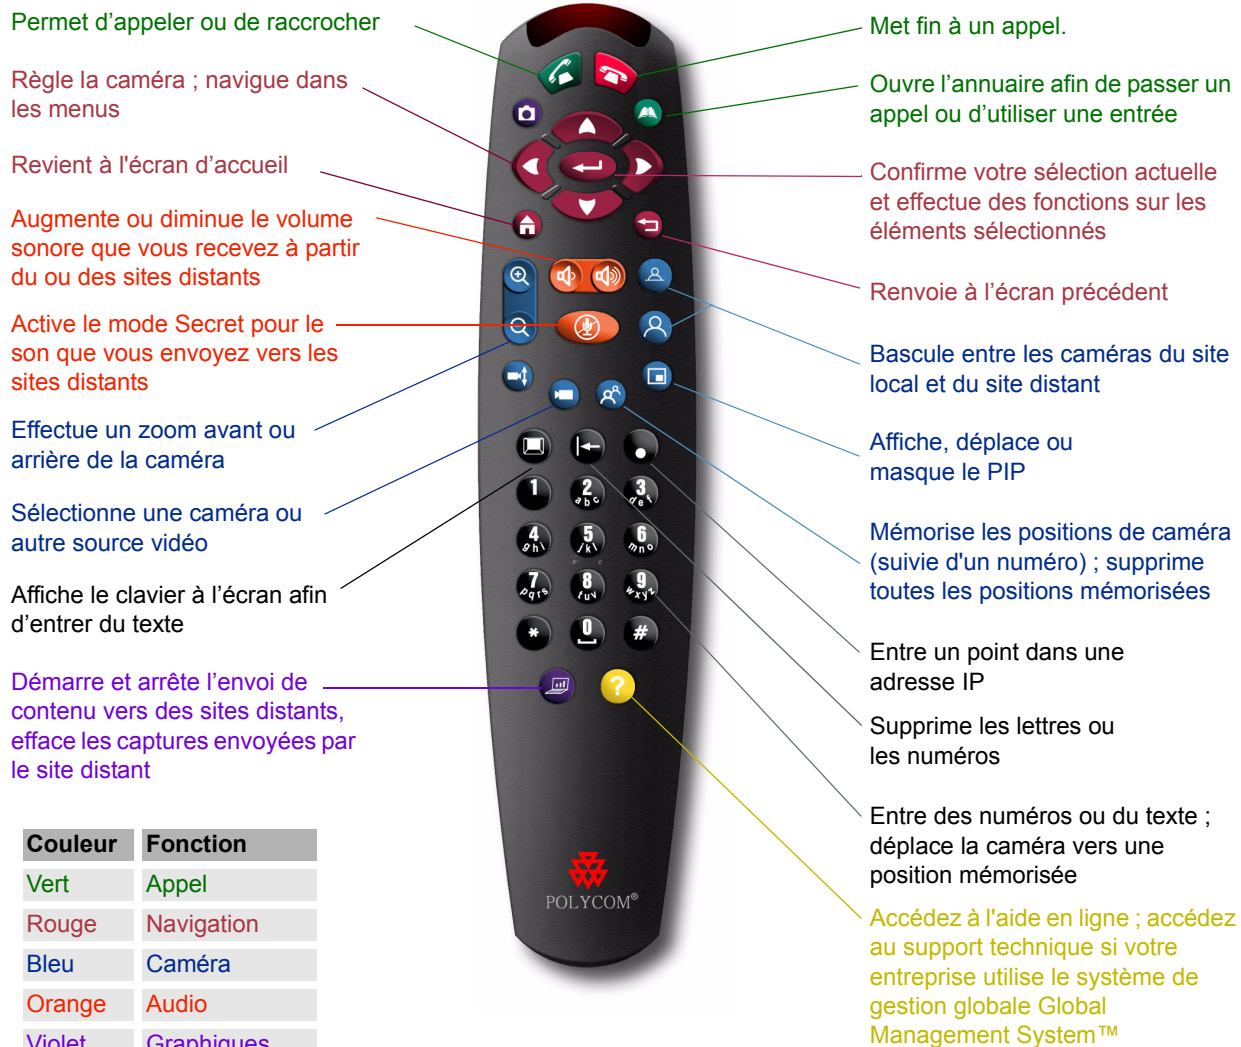 Permet d’appeler ou de raccrocher
Règle la caméra ; navigue dans
les menus
Revient à l'écran d’accueil
Augmente ou diminue le volume
sonore que vous recevez à partir
du ou des sites distants
Active le mode Secret pour le
son que vous envoyez vers les
sites distants
Effectue un zoom avant ou
arrière de la caméra
Sélectionne une caméra ou
autre source vidéo
Affiche le clavier à l’écran afin
d’entrer du texte
Démarre et arrête l’envoi de
contenu vers des sites distants,
efface les captures envoyées par
le site distant
Couleur Fonction
Vert Appel
Rouge Navigation
Bleu Caméra
Orange Audio
Violet Graphiques
1 2 3
abc def
4 5 6
ghi jkl mno
7 8 9
pqrs tuv wxyz
* 0 #
?
POLYCOM®
Met fin à un appel.
Ouvre l’annuaire afin de passer un
appel ou d’utiliser une entrée
Confirme votre sélection actuelle
et effectue des fonctions sur les
éléments sélectionnés
Renvoie à l’écran précédent
Bascule entre les caméras du site
local et du site distant
Affiche, déplace ou
masque le PIP
Mémorise les positions de caméra
(suivie d'un numéro) ; supprime
toutes les positions mémorisées
Entre un point dans une
adresse IP
Supprime les lettres ou
les numéros
Entre des numéros ou du texte ;
déplace la caméra vers une
position mémorisée
Accédez à l'aide en ligne ; accédez
au support technique si votre
entreprise utilise le système de
gestion globale Global
Management System™